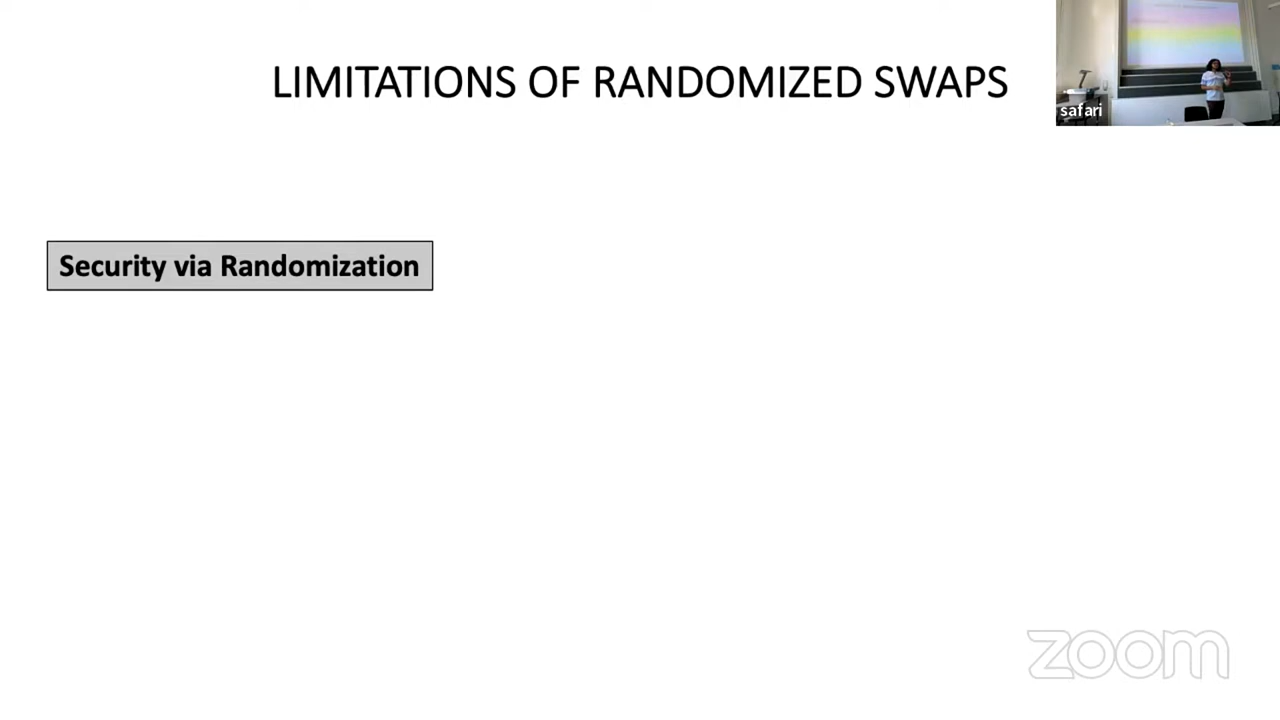 LIMITATIONS OF RANDOMIZED SWAPS
safari
Security via Randomization
zoom